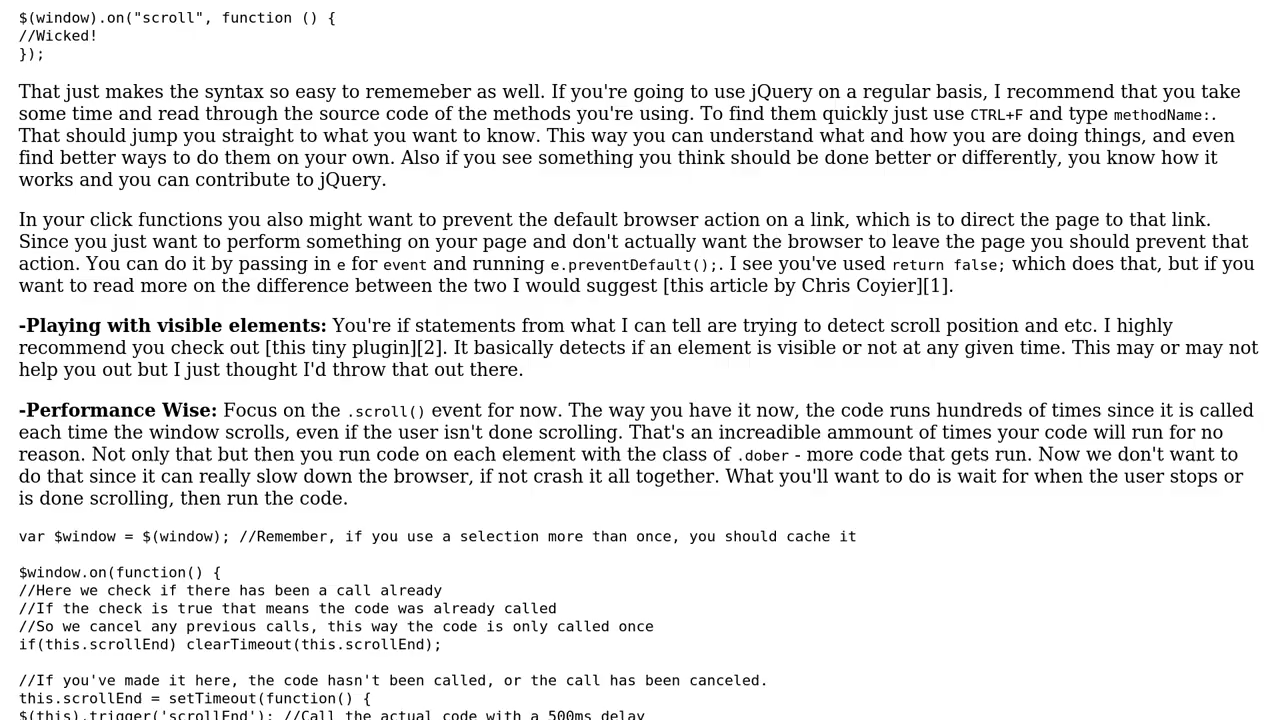 $(window).on("scroll", function () {
//Wicked!
});
That just makes the syntax so easy to rememeber as well. If you're going to use jQuery on a regular basis, I recommend that you take
some time and read through the source code of the methods you're using. To find them quickly just use CTRL+F and type methodName:.
That should jump you straight to what you want to know. This way you can understand what and how you are doing things, and even
find better ways to do them on your own. Also if you see something you think should be done better or differently, you know how it
works and you can contribute to jQuery.
In your click functions you also might want to prevent the default browser action on a link, which is to direct the page to that link.
Since you just want to perform something on your page and don't actually want the browser to leave the page you should prevent that
action. You can do it by passing in e for event and running e.preventDefault();. I see you've used return false; which does that, but if you
want to read more on the difference between the two I would suggest [this article by Chris Coyier][1].
-Playing with visible elements: You're if statements from what I can tell are trying to detect scroll position and etc. I highly
recommend you check out [this tiny plugin][2]. It basically detects if an element is visible or not at any given time. This may or may not
help you out but I just thought I'd throw that out there.
-Performance Wise: Focus on the .scroll() event for now. The way you have it now, the code runs hundreds of times since it is called
each time the window scrolls, even if the user isn't done scrolling. That's an increadible ammount of times your code will run for no
reason. Not only that but then you run code on each element with the class of .dober - more code that gets run. Now we don't want to
do that since it can really slow down the browser, if not crash it all together. What you'll want to do is wait for when the user stops or
is done scrolling, then run the code.
var $window = $(window); //Remember, if you use a selection more than once, you should cache it
$window.on(function() {
//Here we check if there has been a call already
//If the check is true that means the code was already called
//So we cancel any previous calls, this way the code is only called once
if(this.scrollEnd) clearTimeout(this.scrollEnd);
//If you've made it here, the code hasn't been called, or the call has been canceled.
this.scrollEnd = setTimeout(function() {
$(this).trigger('scrollEnd'); //Call the actual code with a 500ms delay